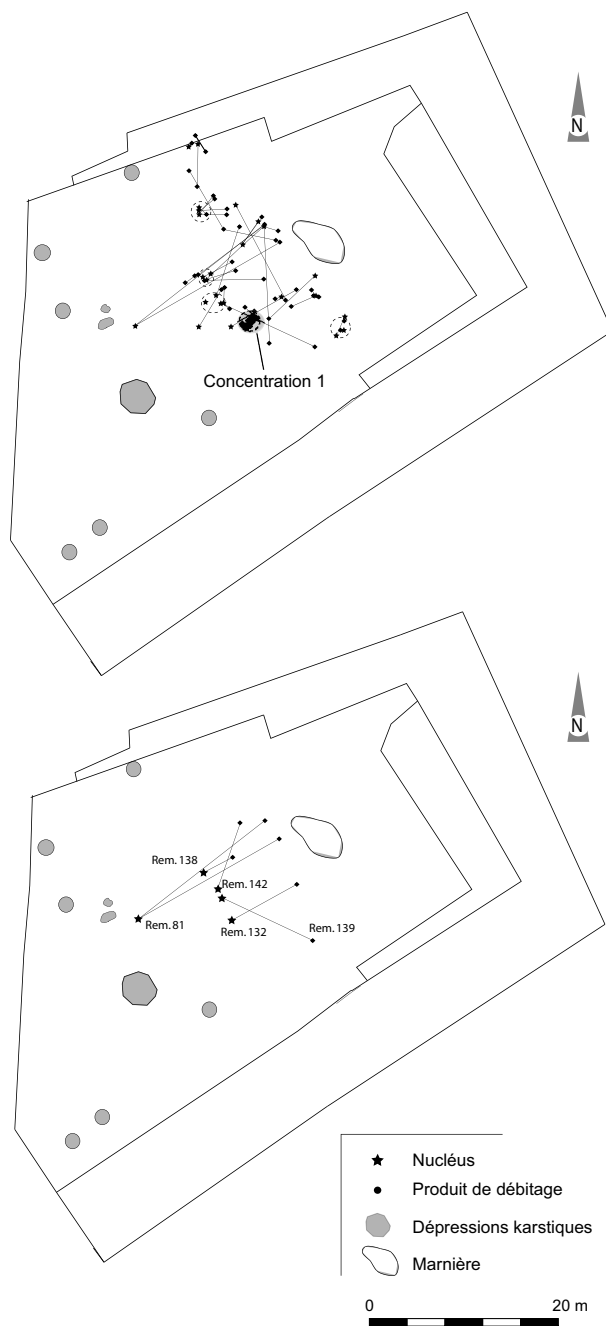 N
Concentration 1
N
Rem. 138
Rem. 142
Rem. 81
Rem. 132
Rem. 139
Nucléus
Produit de débitage
Dépressions karstiques
Marnière
0 20 m